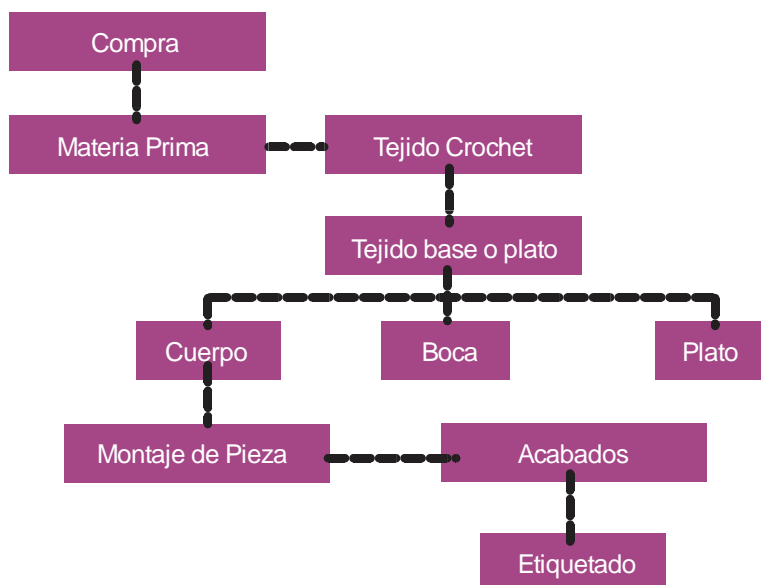 Compra
Materia Prima
Tejido Crochet
Tejido base o plato
Cuerpo
Boca
Plato
Montaje de Pieza
Acabados
Etiquetado